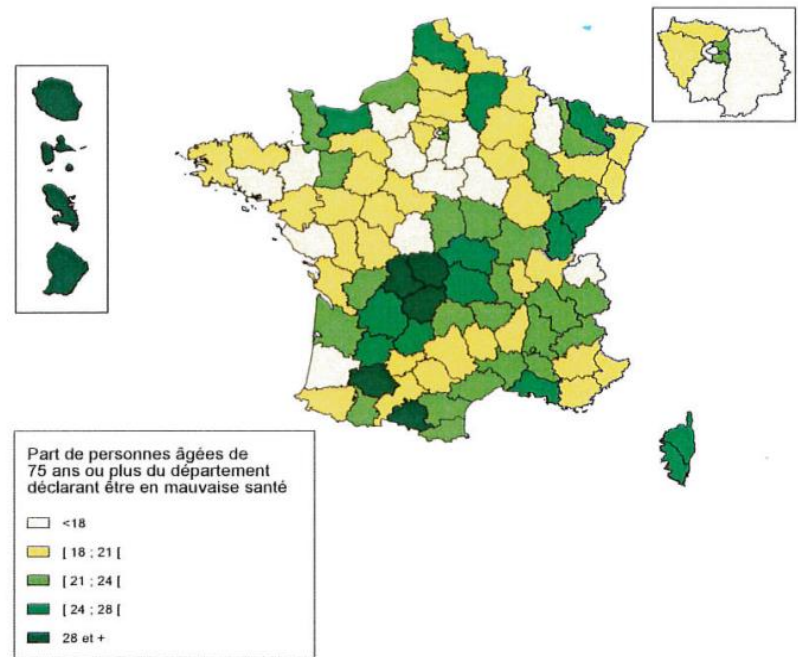 Part de personnes âgées de
75 ans ou plus du département
déclarant être en mauvaise santé
<18
[ 18 ; 21 [
[ 21 ; 24 [
[ 24 ; 28 [
28 et +